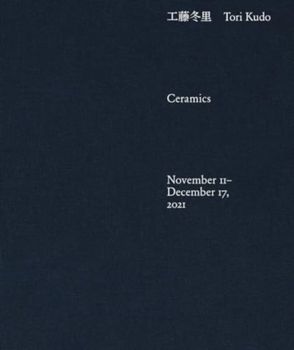 工藤冬里 Tori Kudo
Ceramics
November 11–
December 17,
2021